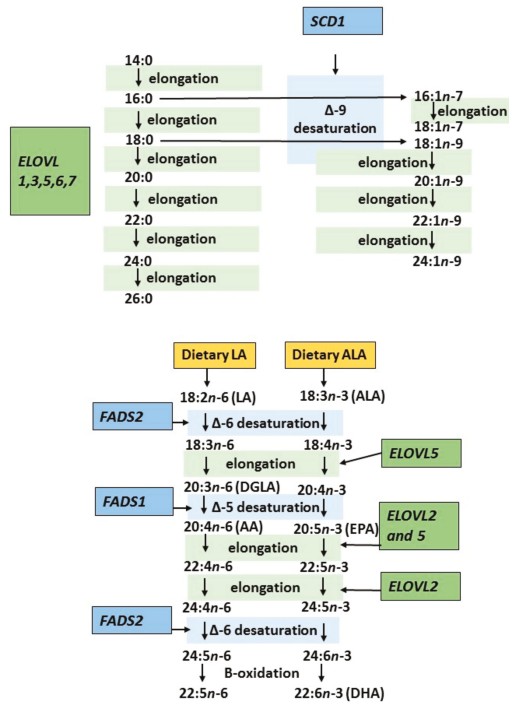 SCD1
14:0
elongation
16:0
16:1n-7
elongation
Δ-9
desaturation
elongation
18:1n-7
18:0
18:1n-9
ELOVL
1,3,5,6,7
elongation
elongation
20:0
20:1n-9
elongation
elongation
22:0
22:1n-9
elongation
elongation
24:0
24:1n-9
elongation
26:0
Dietary LA
Dietary ALA
18:2n-6 (LA)
18:3n-3 (ALA)
FADS2
Δ-6 desaturation
18:3n-6
18:4n-3
elongation
ELOVL5
20:3n-6 (DGLA)
20:4n-3
FADS1
Δ-5 desaturation
20:4n-6 (AA)
20:5n-3 (EPA)
ELOVL2
and 5
elongation
22:4n-6
22:5n-3
elongation
ELOVL2
24:4n-6
24:5n-3
FADS2
Δ-6 desaturation
24:5n-6
24:6n-3
B-oxidation
22:5n-6
22:6n-3 (DHA)